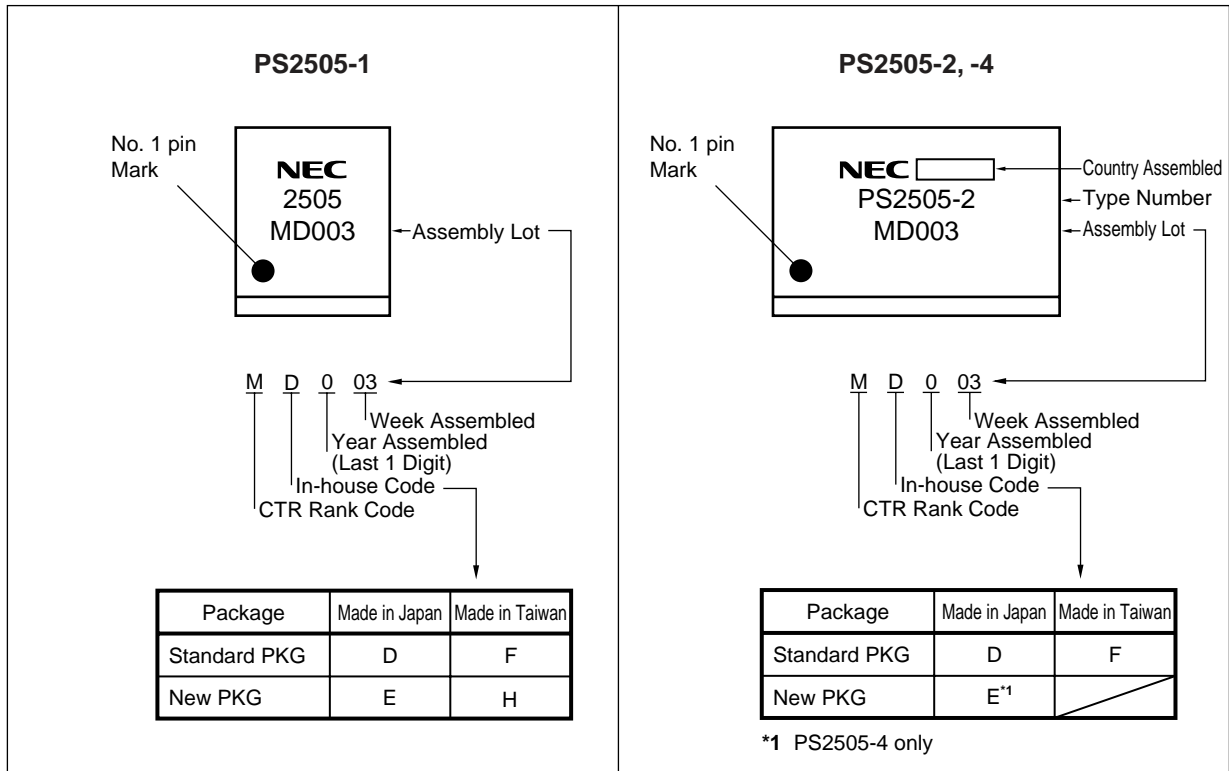 PS2505-1
No. 1 pin
Mark
NEC
2505
MD003
Assembly Lot
M D 0 03
Week Assembled
Year Assembled
(Last 1 Digit)
In-house Code
CTR Rank Code
Package Made in Japan Made in Taiwan
Standard PKG D F
New PKG E H
PS2505-2, -4
No. 1 pin
Mark
NEC
Country Assembled
PS2505-2
Type Number
MD003
Assembly Lot
M D 0 03
Week Assembled
Year Assembled
(Last 1 Digit)
In-house Code
CTR Rank Code
Package Made in Japan Made in Taiwan
Standard PKG D F
New PKG E*1
*1 PS2505-4 only